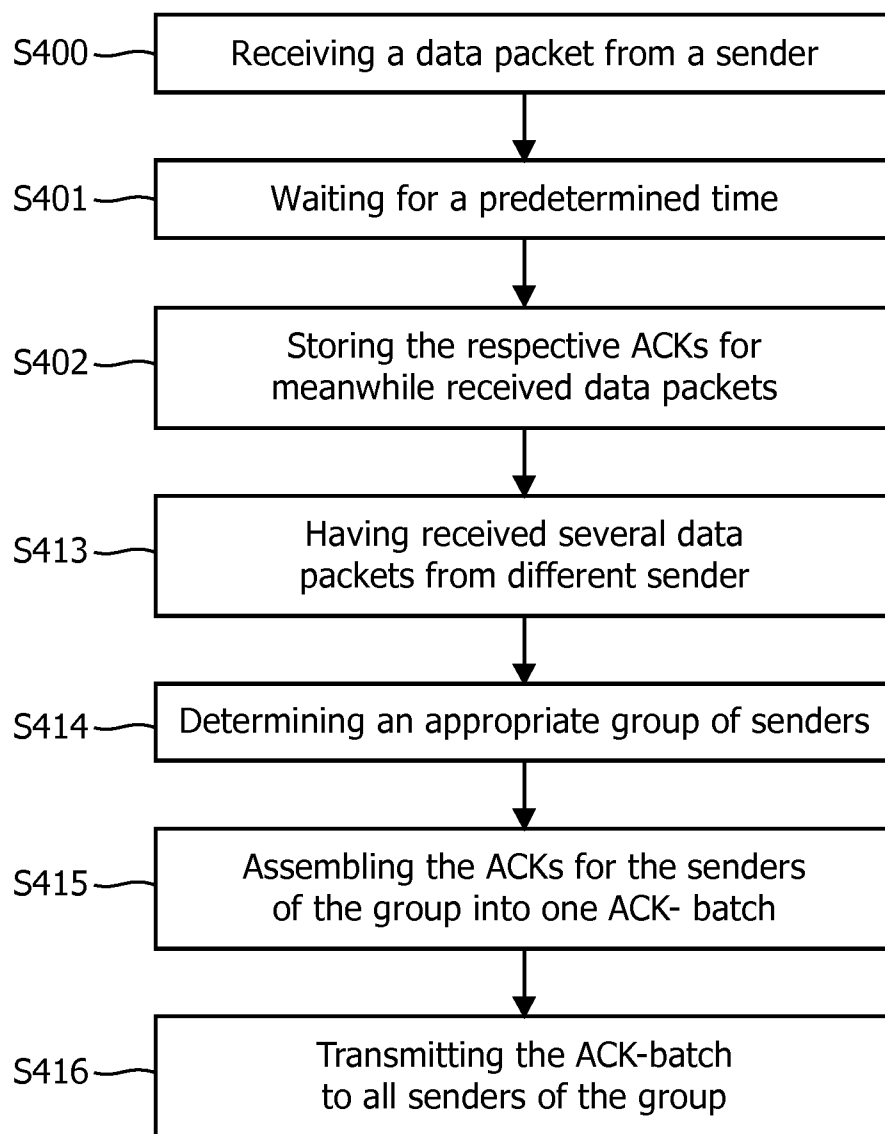 S400
Receiving a data packet from a sender
S401
Waiting for a predetermined time
S402
Storing the respective ACKs for
meanwhile received data packets
S413
Having received several data
packets from different sender
S414
Determining an appropriate group of senders
S415
Assembling the ACKs for the senders
of the group into one ACK- batch
S416
Transmitting the ACK-batch
to all senders of the group